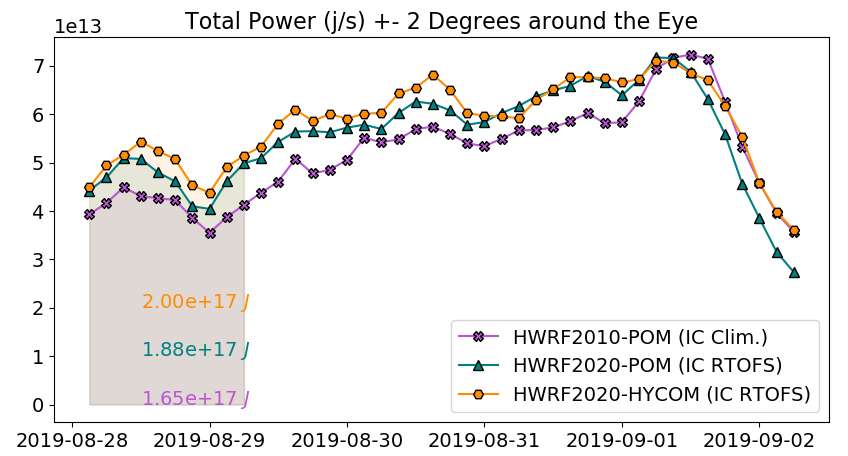 Total Power (j/s) +- 2 Degrees around the Eye
1e13
7
6
5
4
3
2
1
0
2.00e+17 J
1.88e+17 J
1.65e+17 J
HWRF2010-POM (IC Clim.)
HWRF2020-POM (IC RTOFS)
HWRF2020-HYCOM (IC RTOFS)
2019-08-28 2019-08-29 2019-08-30 2019-08-31 2019-09-01 2019-09-02